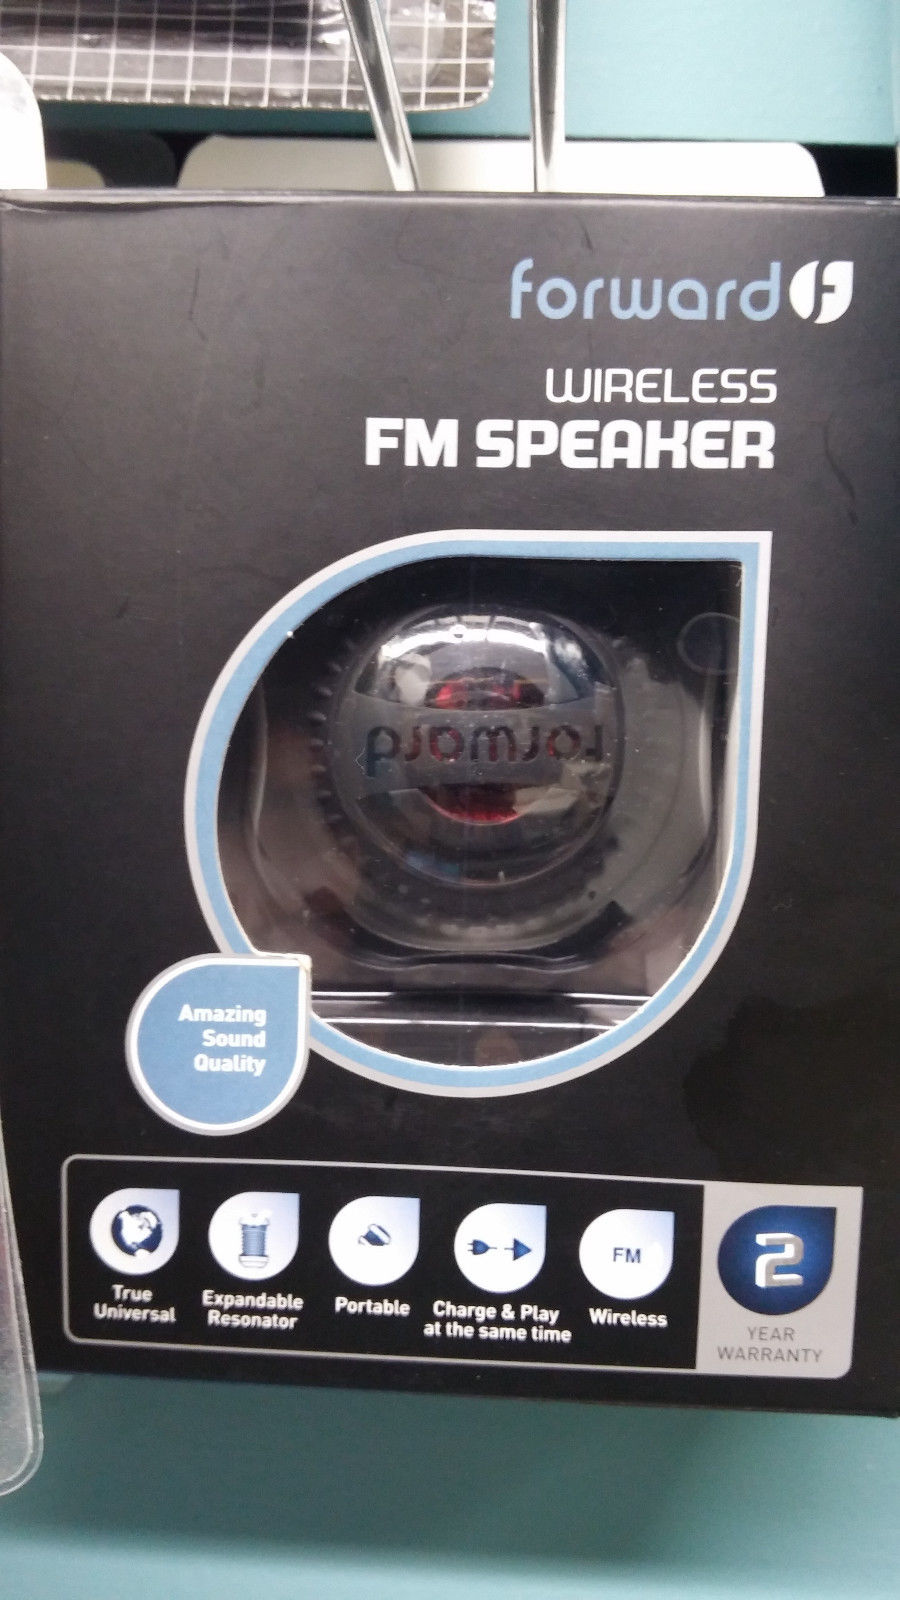 forward
WIRELESS
FM SPEAKER
forward
Amazing
Sound
Quality
True
Universal
Expandable
Resonator
Portable
Charge & Play
at the same time
FM
Wireless
2
YEAR
WARRANTY